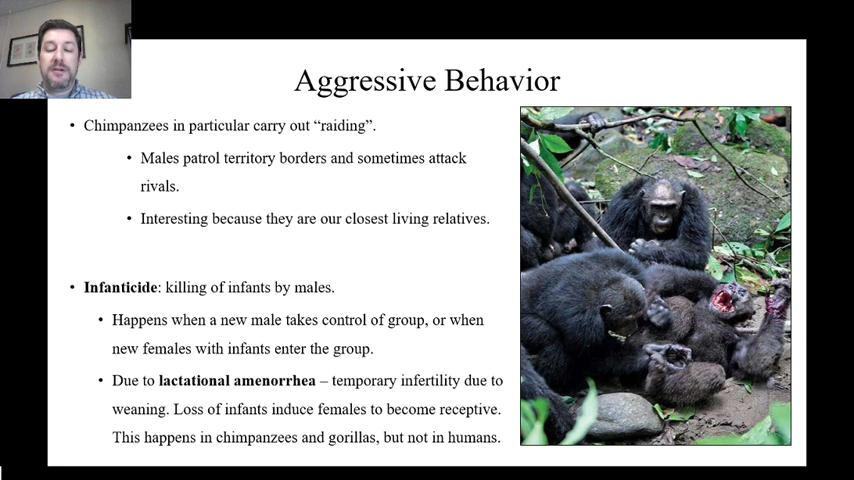 Aggressive Behavior
• Chimpanzees in particular carry out “raiding”.
• Males patrol territory borders and sometimes attack
rivals.
• Interesting because they are our closest living relatives.
• Infanticide: killing of infants by males.
• Happens when a new male takes control of group, or when
new females with infants enter the group.
• Due to lactational amenorrhea – temporary infertility due to
weaning. Loss of infants induce females to become receptive.
This happens in chimpanzees and gorillas, but not in humans.